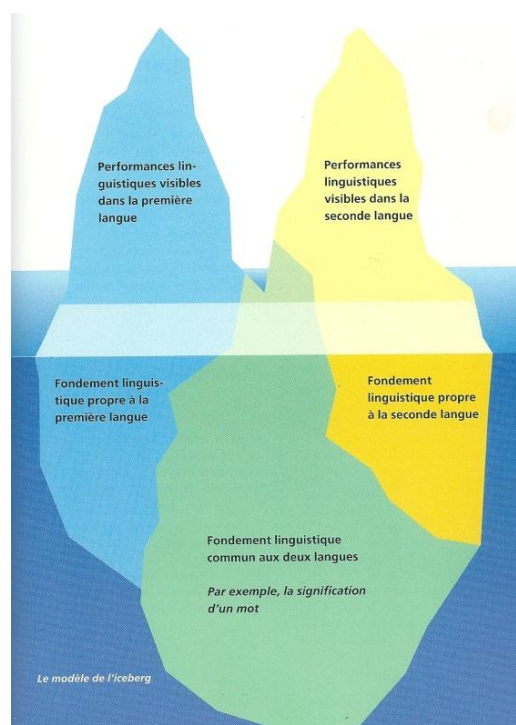 Performances lin-
guistiques visibles
dans la première
langue
Performances
linguistiques
visibles dans la
seconde langue
Fondement linguis-
tique propre à la
première langue
Fondement
linguistique propre
à la seconde langue
Fondement linguistique
commun aux deux langues
Par exemple, la signification
d'un mot
Le modèle de l'iceberg